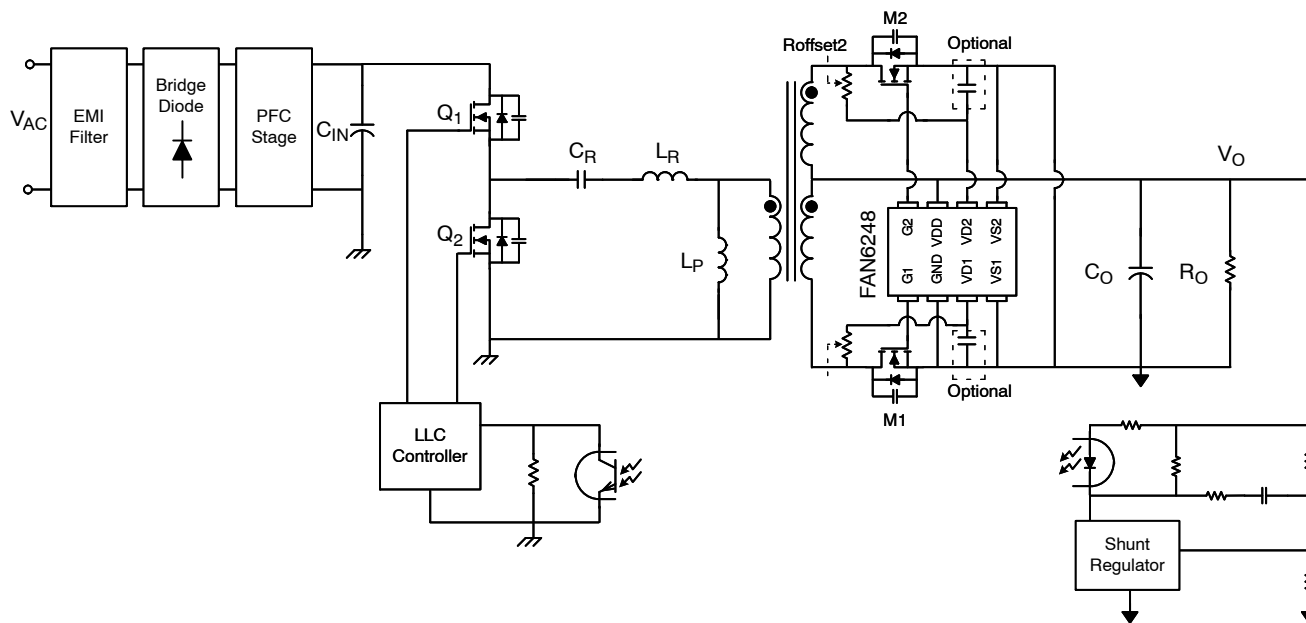 M2
Roffset2
Optional
VAC
EMI
Filter
Bridge
Diode
PFC
Stage
CIN
Q1
CR
LR
VO
Q2
LP
FAN6248
G2
VDD
VD2
VS2
G1
GND
VD1
VS1
CO
RO
Optional
M1
LLC
Controller
Shunt
Regulator